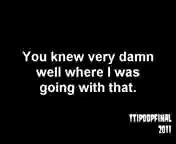 You knew very damn
well where I was
going with that.
YTIPOOPFINAL
2011